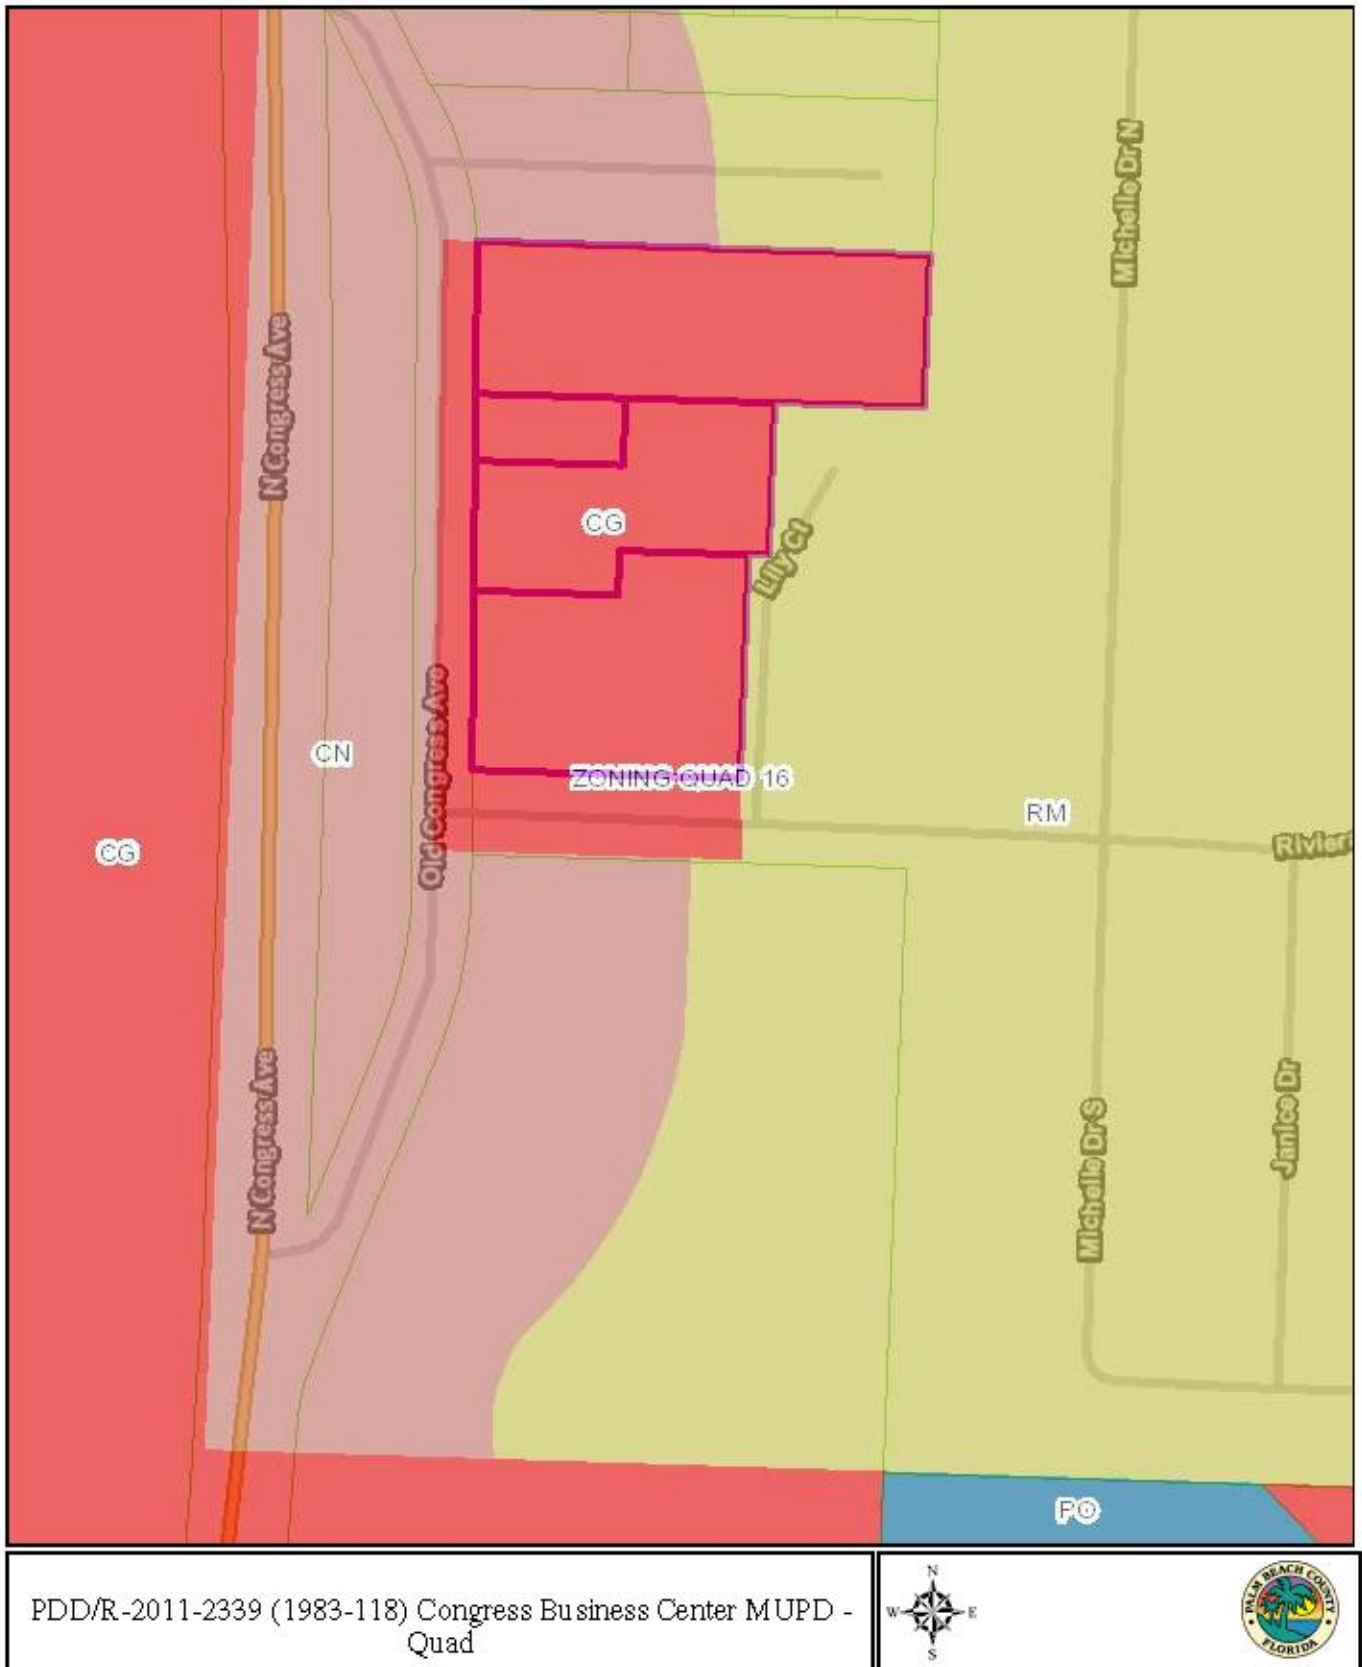 Michelle Dr N
N Congress Ave
CG
Lily Ct
Old Congress Ave
CN
ZONING QUAD 16
RM
CG
Rivier
N Congress Ave
Michelle Dr S
Janice Dr
PO
PDD/R-2011-2339 (1983-118) Congress Business Center MUPD -
Quad
N
W
E
S
PALM BEACH COUNTY
FLORIDA